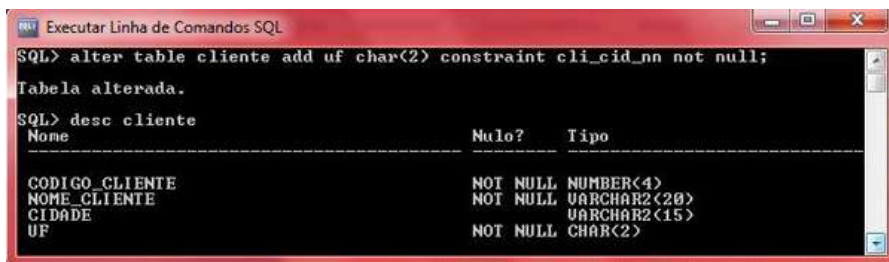 Executar Linha de Comandos SQL
SQL> alter table cliente add uf char(2) constraint cli_cid_nn not null;
Tabela alterada.
SQL> desc cliente
Nome Nulo? Tipo
CODIGO_CLIENTE NOT NULL NUMBER(4)
NOME_CLIENTE NOT NULL VARCHAR2(20)
CIDADE VARCHAR2(15)
UF NOT NULL CHAR(2)